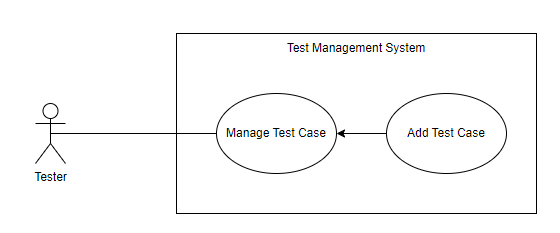 Test Management System
Manage Test Case
Add Test Case
Tester